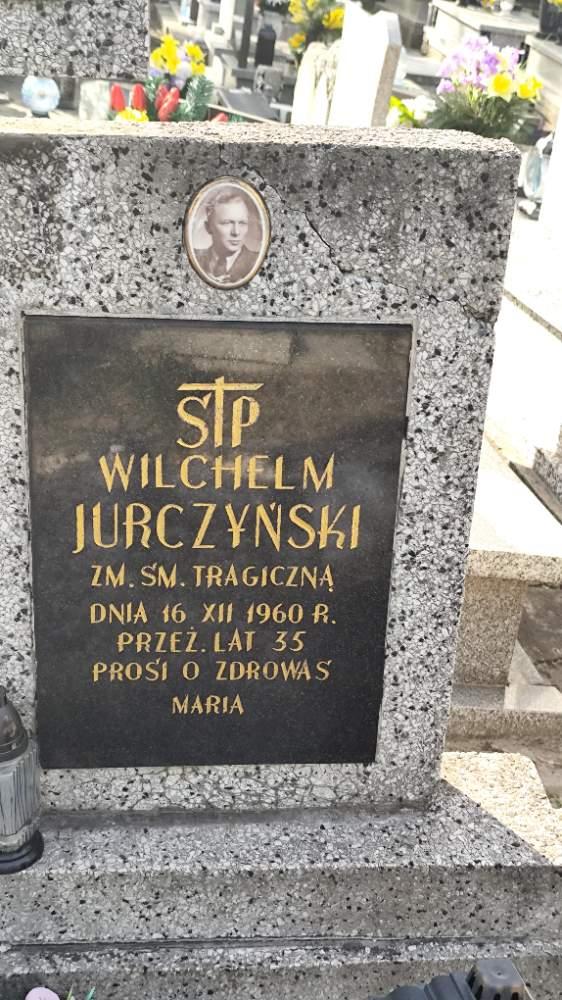 ŚTP
WILCHELM
JURCZYŃSKI
ZM. ŚM. TRAGICZNĄ
DNIA 16 XII 1960 R.
PRZEŻ. LAT 35
PROSI O ZDROWAŚ
MARIA